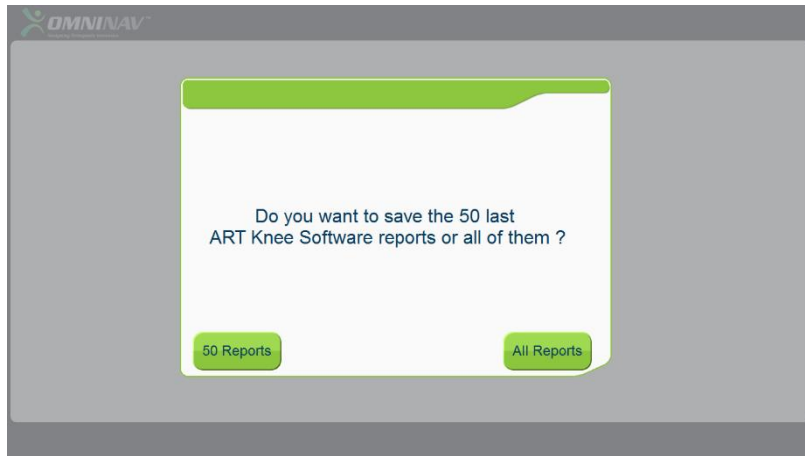 OMNINAV
Do you want to save the 50 last
ART Knee Software reports or all of them ?
50 Reports
All Reports